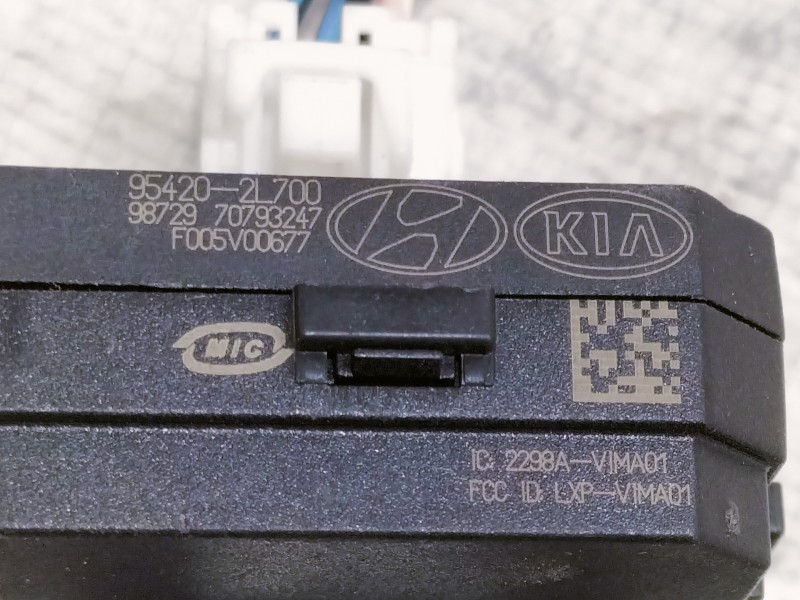 95420-2L700
98729 70793247
F005V00677
KIA
MIC
IC: 2298A-VIMA01
FCC ID: LXP-VIMA01